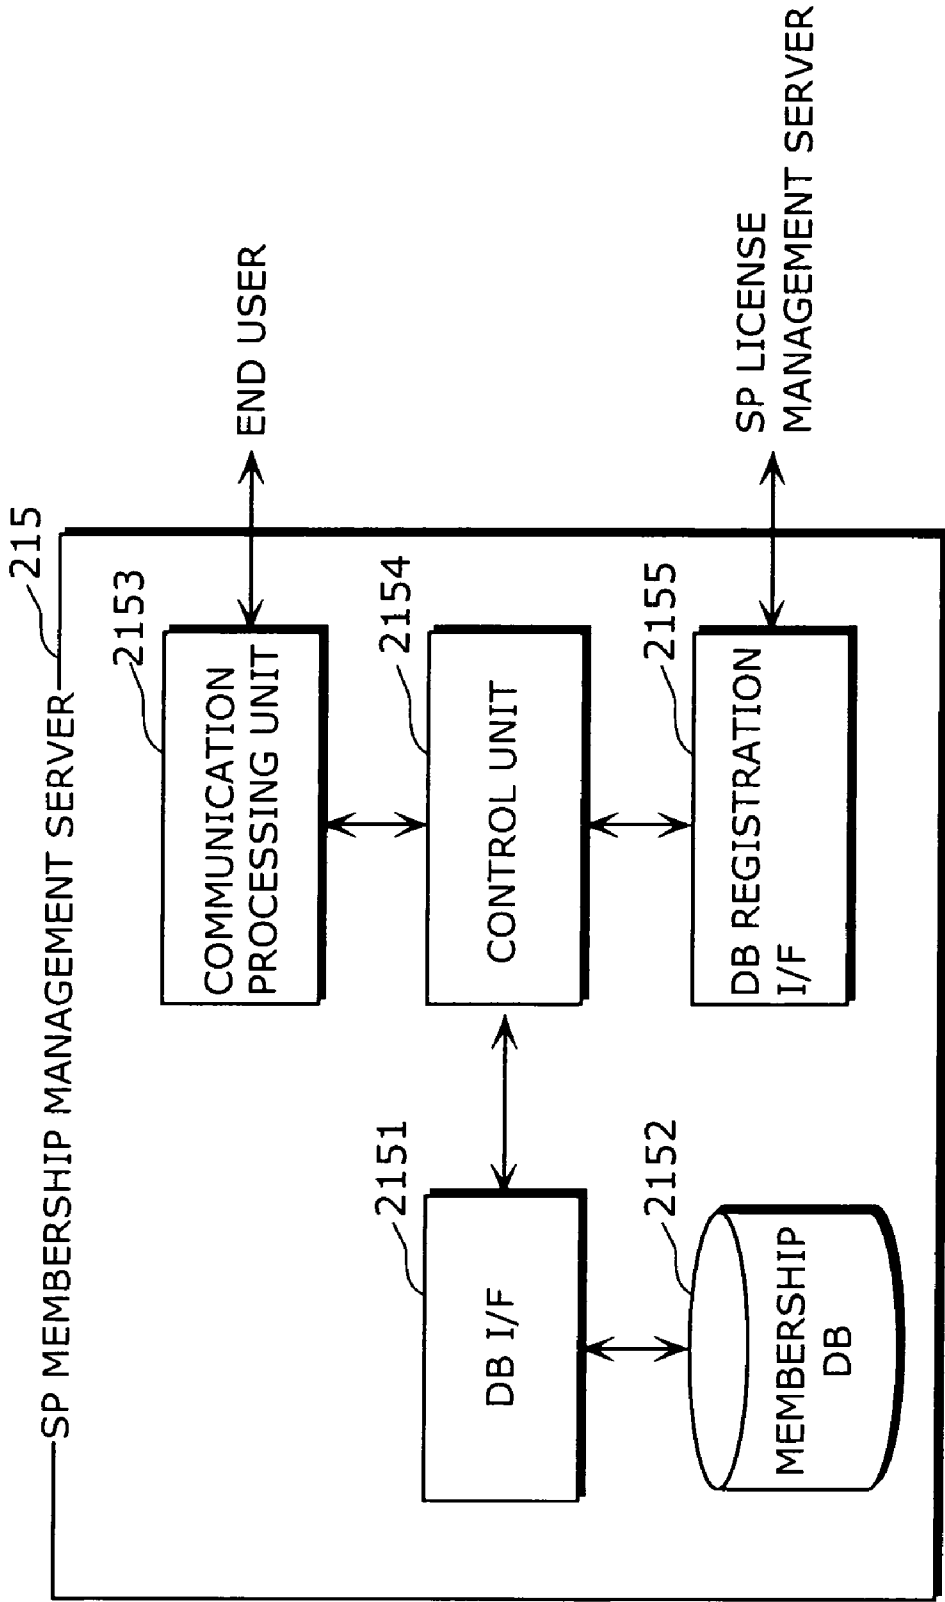 SP MEMBERSHIP MANAGEMENT SERVER
215
2153
COMMUNICATION
PROCESSING UNIT
END USER
2151
DB I/F
2154
CONTROL UNIT
2152
MEMBERSHIP
DB
2155
DB REGISTRATION
I/F
SP LICENSE
MANAGEMENT SERVER